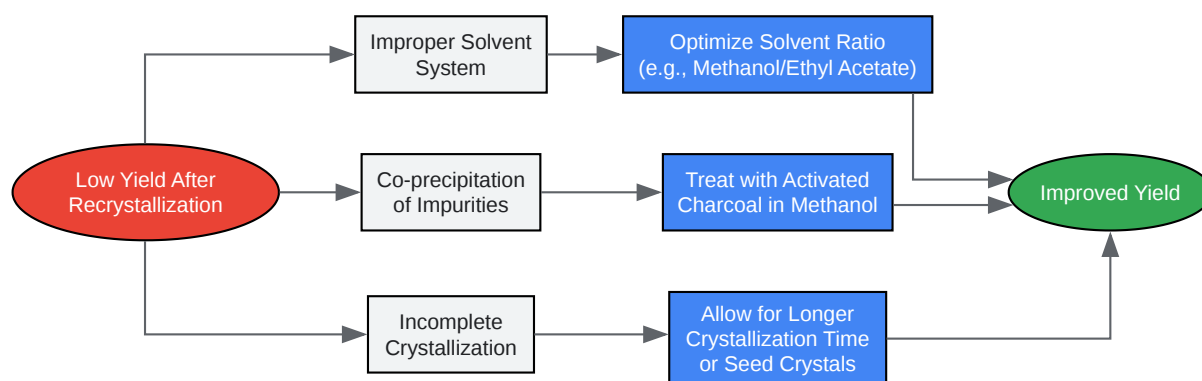 Improper Solvent
System
Optimize Solvent Ratio
(e.g., Methanol/Ethyl Acetate)
Low Yield After
Recrystallization
Co-precipitation
of Impurities
Treat with Activated
Charcoal in Methanol
Improved Yield
Incomplete
Crystallization
Allow for Longer
Crystallization Time
or Seed Crystals